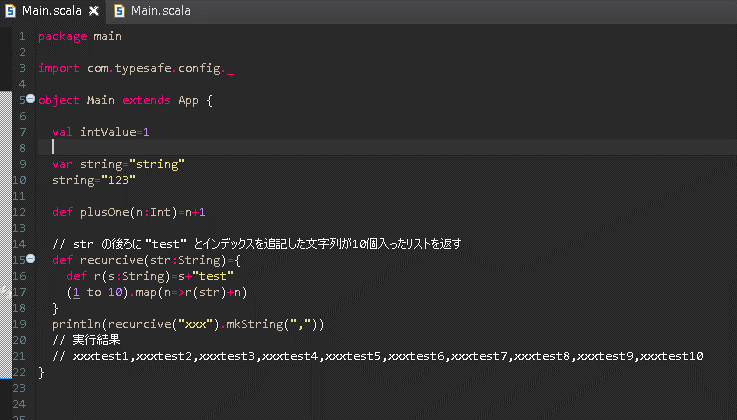 Main.scala Main.scala
1 package main
2
3 import com.typesafe.config._
4
5 object Main extends App {
6
7 val intValue=1
8
9 var string="string"
10 string="123"
11
12 def plusOne(n:Int)=n+1
13
14 // str の後ろに "test" とインデックスを追記した文字列が10個入ったリストを返す
15 def recurcive(str:String)={
16 def r(s:String)=s+"test"
17 (1 to 10).map(n=>r(str)+n)
18 }
19 println(recurcive("xxx").mkString(","))
20 // 実行結果
21 // xxxtest1,xxxtest2,xxxtest3,xxxtest4,xxxtest5,xxxtest6,xxxtest7,xxxtest8,xxxtest9,xxxtest10
22 }
23
24
25